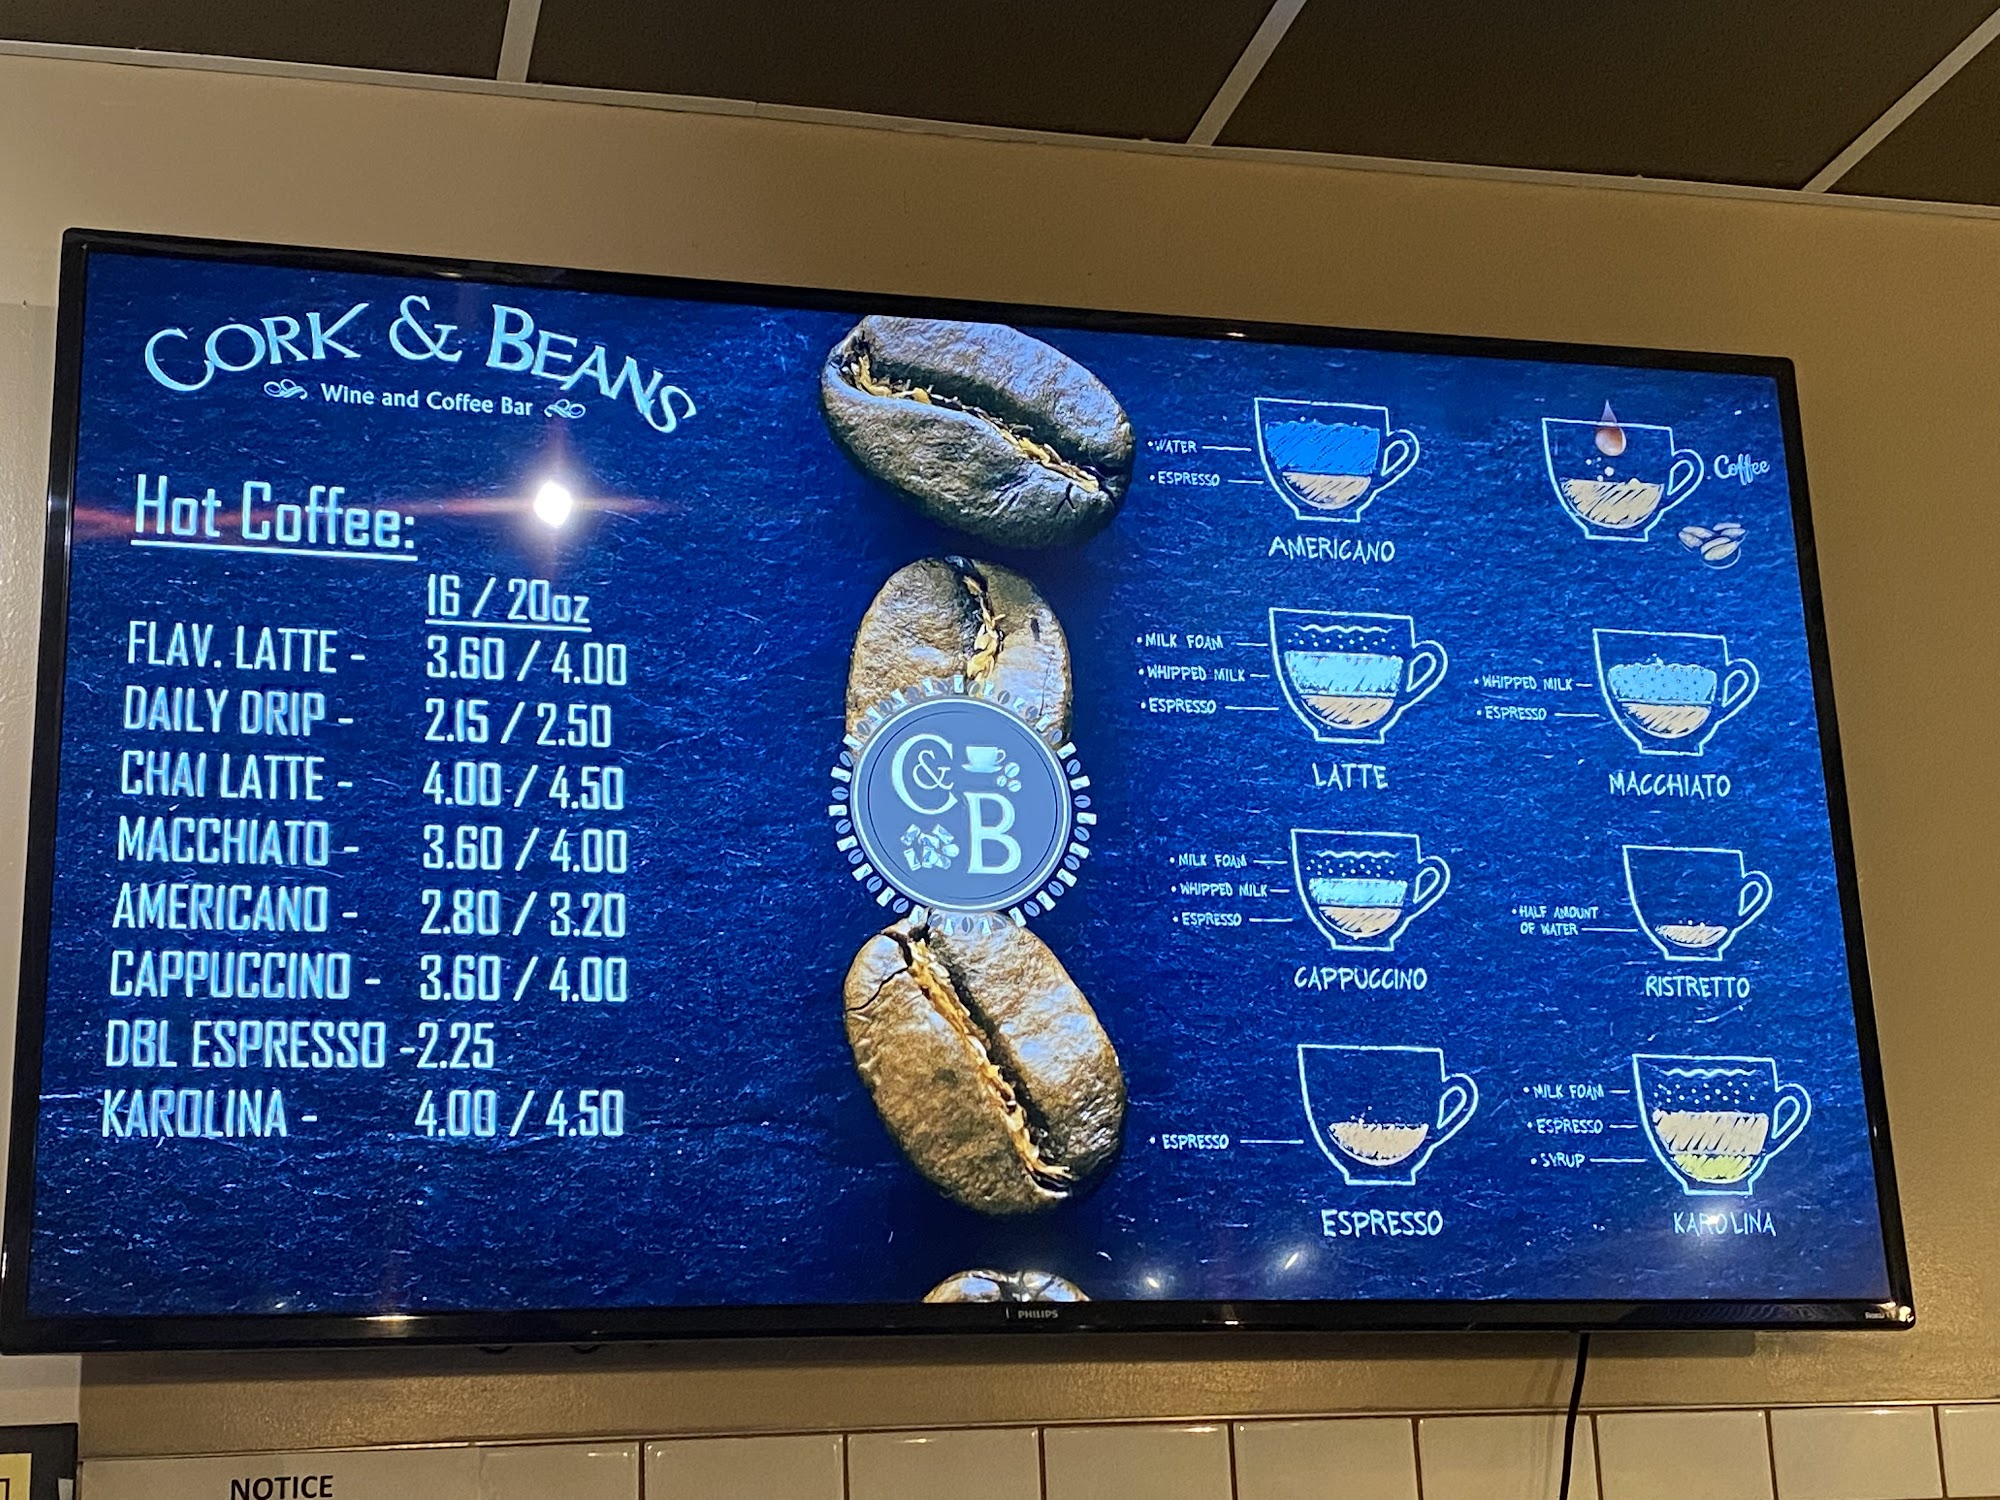 CORK & BEANS
Wine and Coffee Bar
Hot Coffee:
16 / 20oz
FLAV. LATTE - 3.60 / 4.00
DAILY DRIP - 2.15 / 2.50
CHAI LATTE - 4.00 / 4.50
MACCHIATO - 3.60 / 4.00
AMERICANO - 2.80 / 3.20
CAPPUCCINO - 3.60 / 4.00
DBL ESPRESSO -2.25
KAROLINA - 4.00 / 4.50
C&
B
•WATER
•ESPRESSO
AMERICANO
Coffee
•MILK FOAM
•WHIPPED MILK
•ESPRESSO
LATTE
•WHIPPED MILK
•ESPRESSO
MACCHIATO
•MILK FOAM
•WHIPPED MILK
•ESPRESSO
CAPPUCCINO
•HALF AMOUNT
OF WATER
RISTRETTO
•ESPRESSO
ESPRESSO
•MILK FOAM
•ESPRESSO
•SYRUP
KAROLINA
PHILIPS
Roku TV
NOTICE